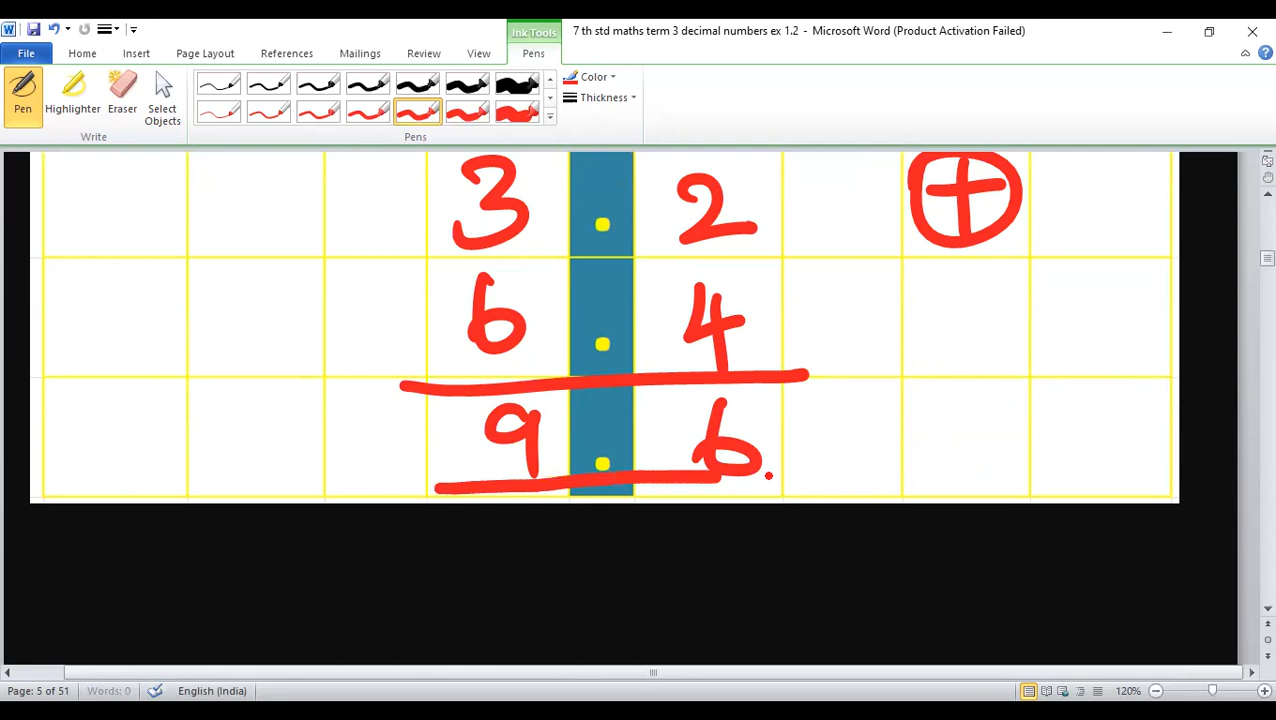 Ink Tools
7 th std maths term 3 decimal numbers ex 1.2 - Microsoft Word (Product Activation Failed)
File Home Insert Page Layout References Mailings Review View Pens
Pen Highlighter Eraser Select Objects
Color
Thickness
Write Pens
3 . 2 +
6 . 4
9 . 6
Page: 5 of 51 Words: 0 English (India) 120%